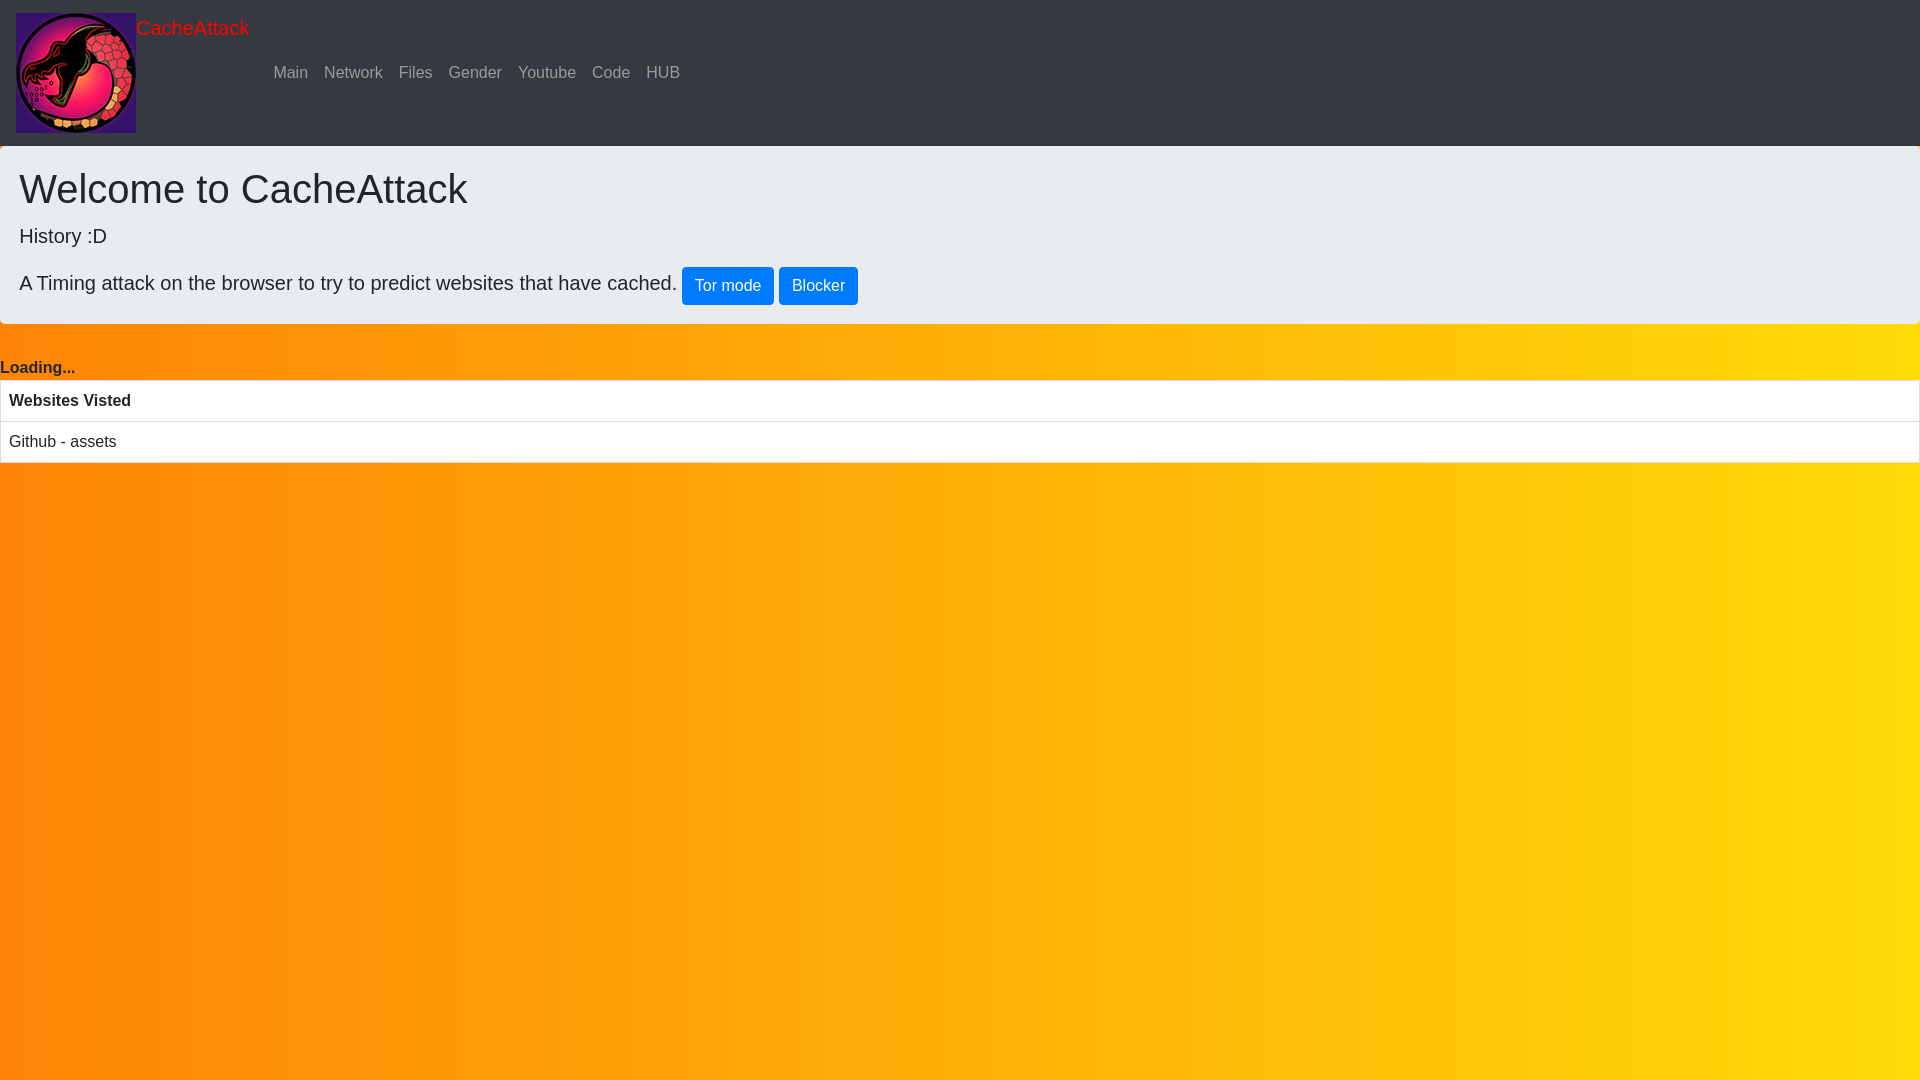 CacheAttack
Main Network Files Gender Youtube Code HUB
Welcome to CacheAttack
History :D
A Timing attack on the browser to try to predict websites that have cached. Tor mode Blocker
Loading...
Websites Visted
Github - assets